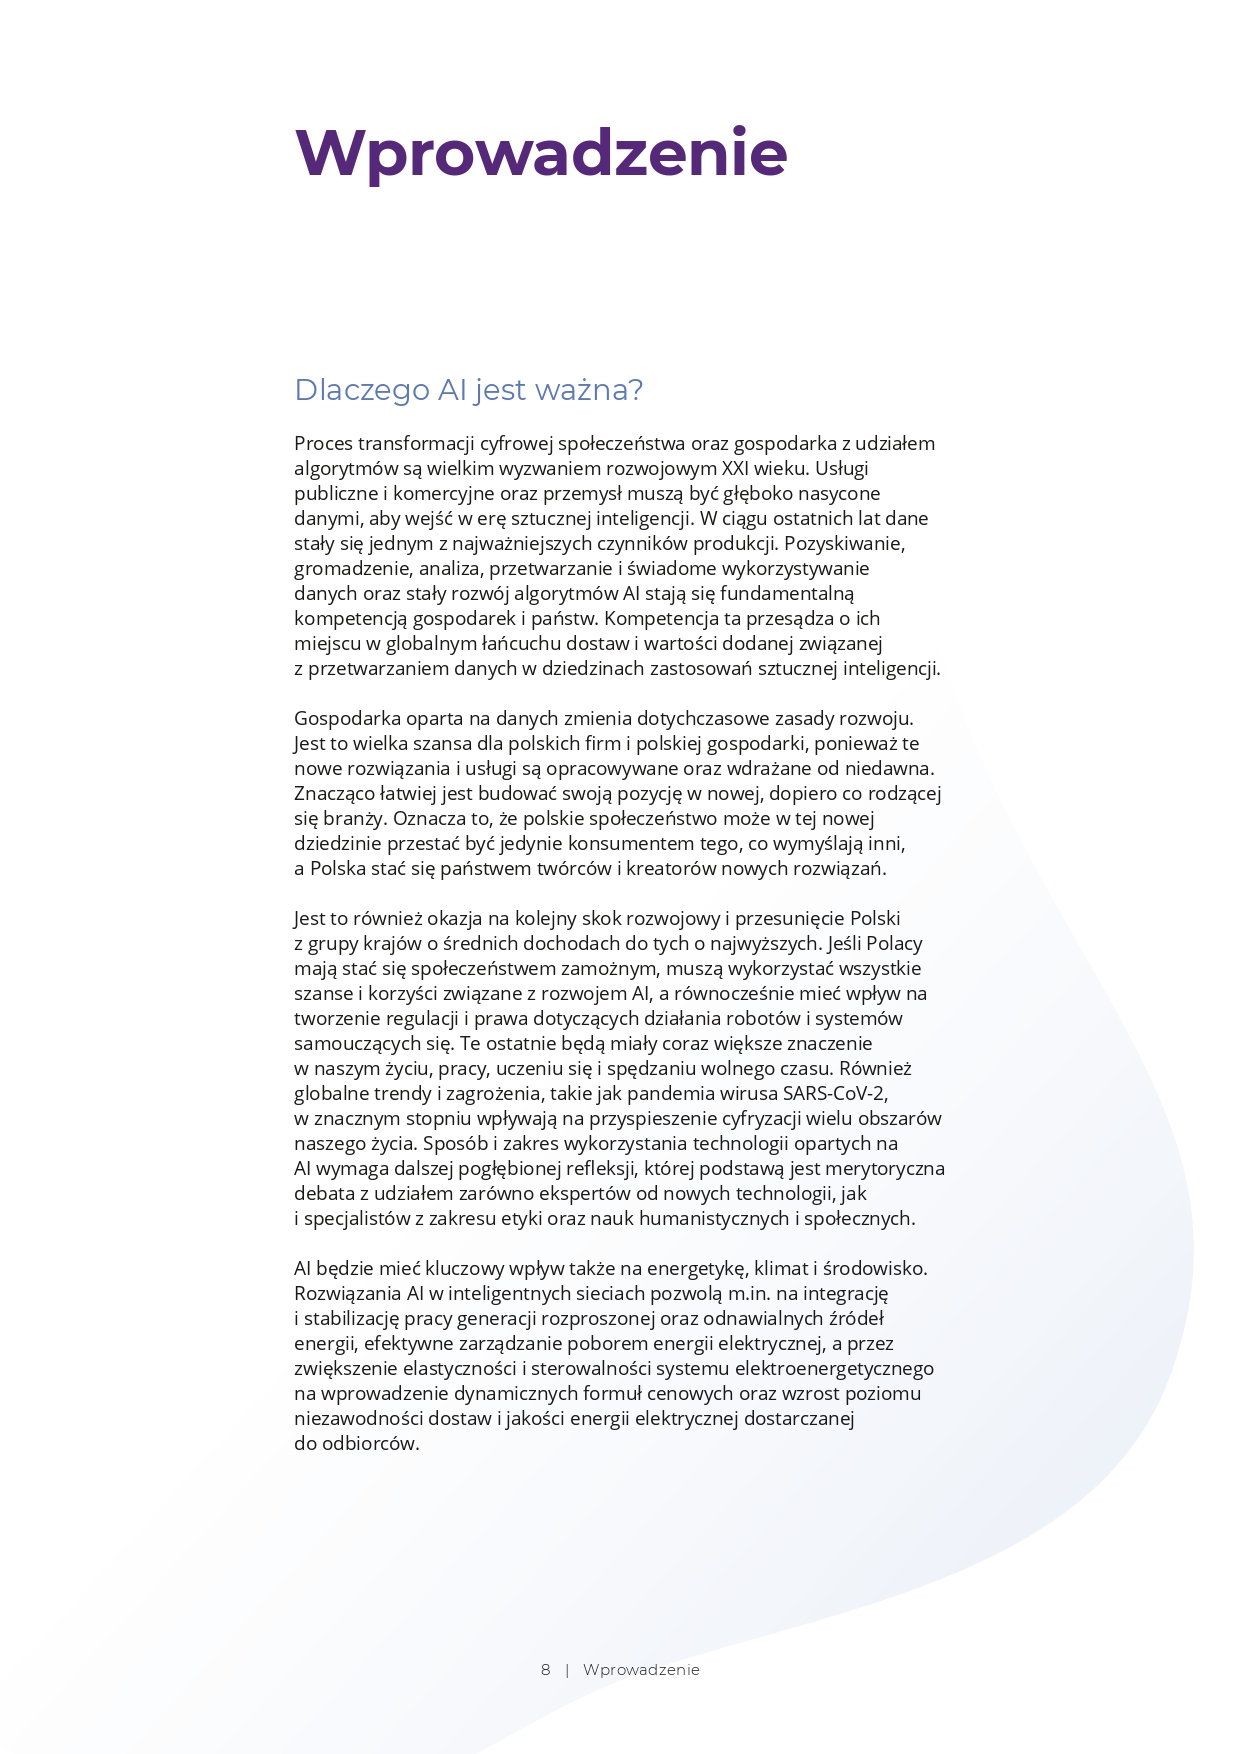 Wprowadzenie
Dlaczego AI jest ważna?
Proces transformacji cyfrowej społeczeństwa oraz gospodarka z udziałem
algorytmów są wielkim wyzwaniem rozwojowym XXI wieku. Usługi
publiczne i komercyjne oraz przemysł muszą być głęboko nasycone
danymi, aby wejść w erę sztucznej inteligencji. W ciągu ostatnich lat dane
stały się jednym z najważniejszych czynników produkcji. Pozyskiwanie,
gromadzenie, analiza, przetwarzanie i świadome wykorzystywanie
danych oraz stały rozwój algorytmów AI stają się fundamentalną
kompetencją gospodarek i państw. Kompetencja ta przesądza o ich
miejscu w globalnym łańcuchu dostaw i wartości dodanej związanej
z przetwarzaniem danych w dziedzinach zastosowań sztucznej inteligencji.
Gospodarka oparta na danych zmienia dotychczasowe zasady rozwoju.
Jest to wielka szansa dla polskich firm i polskiej gospodarki, ponieważ te
nowe rozwiązania i usługi są opracowywane oraz wdrażane od niedawna.
Znacząco łatwiej jest budować swoją pozycję w nowej, dopiero co rodzącej
się branży. Oznacza to, że polskie społeczeństwo może w tej nowej
dziedzinie przestać być jedynie konsumentem tego, co wymyślają inni,
a Polska stać się państwem twórców i kreatorów nowych rozwiązań.
Jest to również okazja na kolejny skok rozwojowy i przesunięcie Polski
z grupy krajów o średnich dochodach do tych o najwyższych. Jeśli Polacy
mają stać się społeczeństwem zamożnym, muszą wykorzystać wszystkie
szanse i korzyści związane z rozwojem AI, a równocześnie mieć wpływ na
tworzenie regulacji i prawa dotyczących działania robotów i systemów
samouczących się. Te ostatnie będą miały coraz większe znaczenie
w naszym życiu, pracy, uczeniu się i spędzaniu wolnego czasu. Również
globalne trendy i zagrożenia, takie jak pandemia wirusa SARS-CoV-2,
w znacznym stopniu wpływają na przyspieszenie cyfryzacji wielu obszarów
naszego życia. Sposób i zakres wykorzystania technologii opartych na
AI wymaga dalszej pogłębionej refleksji, której podstawą jest merytoryczna
debata z udziałem zarówno ekspertów od nowych technologii, jak
i specjalistów z zakresu etyki oraz nauk humanistycznych i społecznych.
AI będzie mieć kluczowy wpływ także na energetykę, klimat i środowisko.
Rozwiązania AI w inteligentnych sieciach pozwolą m.in. na integrację
i stabilizację pracy generacji rozproszonej oraz odnawialnych źródeł
energii, efektywne zarządzanie poborem energii elektrycznej, a przez
zwiększenie elastyczności i sterowalności systemu elektroenergetycznego
na wprowadzenie dynamicznych formuł cenowych oraz wzrost poziomu
niezawodności dostaw i jakości energii elektrycznej dostarczanej
do odbiorców.
8 | Wprowadzenie